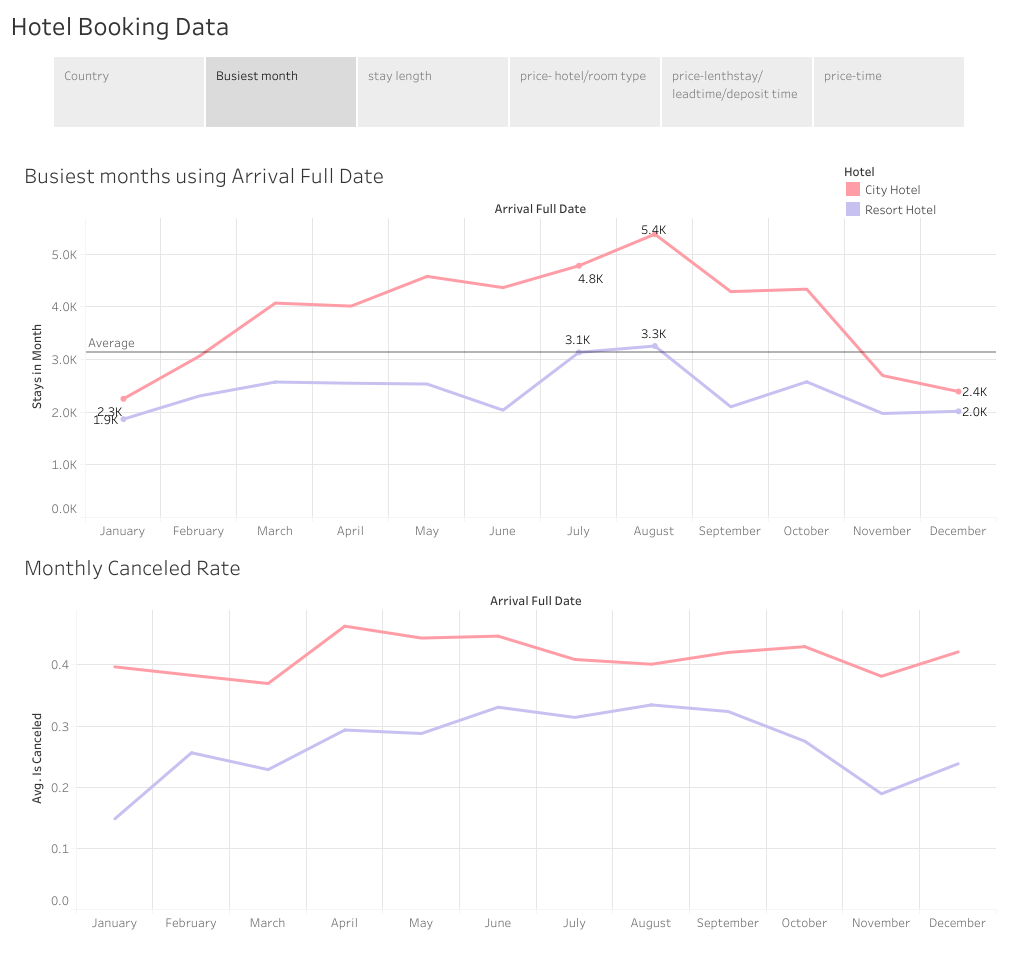 Hotel Booking Data
Country
Busiest month
stay length
price- hotel/room type
price-lenthstay/
leadtime/deposit time
price-time
Busiest months using Arrival Full Date
Hotel
City Hotel
Resort Hotel
Arrival Full Date
Stays in Month
5.0K
4.0K
3.0K
2.0K
1.0K
0.0K
Average
2.3K
1.9K
4.8K
5.4K
3.1K
3.3K
2.4K
2.0K
January February March April May June July August September October November December
Monthly Canceled Rate
Arrival Full Date
Avg. Is Canceled
0.4
0.3
0.2
0.1
0.0
January February March April May June July August September October November December